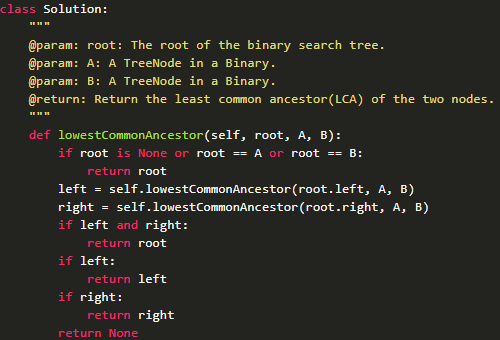 class Solution:
    """
    @param: root: The root of the binary search tree.
    @param: A: A TreeNode in a Binary.
    @param: B: A TreeNode in a Binary.
    @return: Return the least common ancestor(LCA) of the two nodes.
    """
    def lowestCommonAncestor(self, root, A, B):
        if root is None or root == A or root == B:
            return root
        left = self.lowestCommonAncestor(root.left, A, B)
        right = self.lowestCommonAncestor(root.right, A, B)
        if left and right:
            return root
        if left:
            return left
        if right:
            return right
        return None